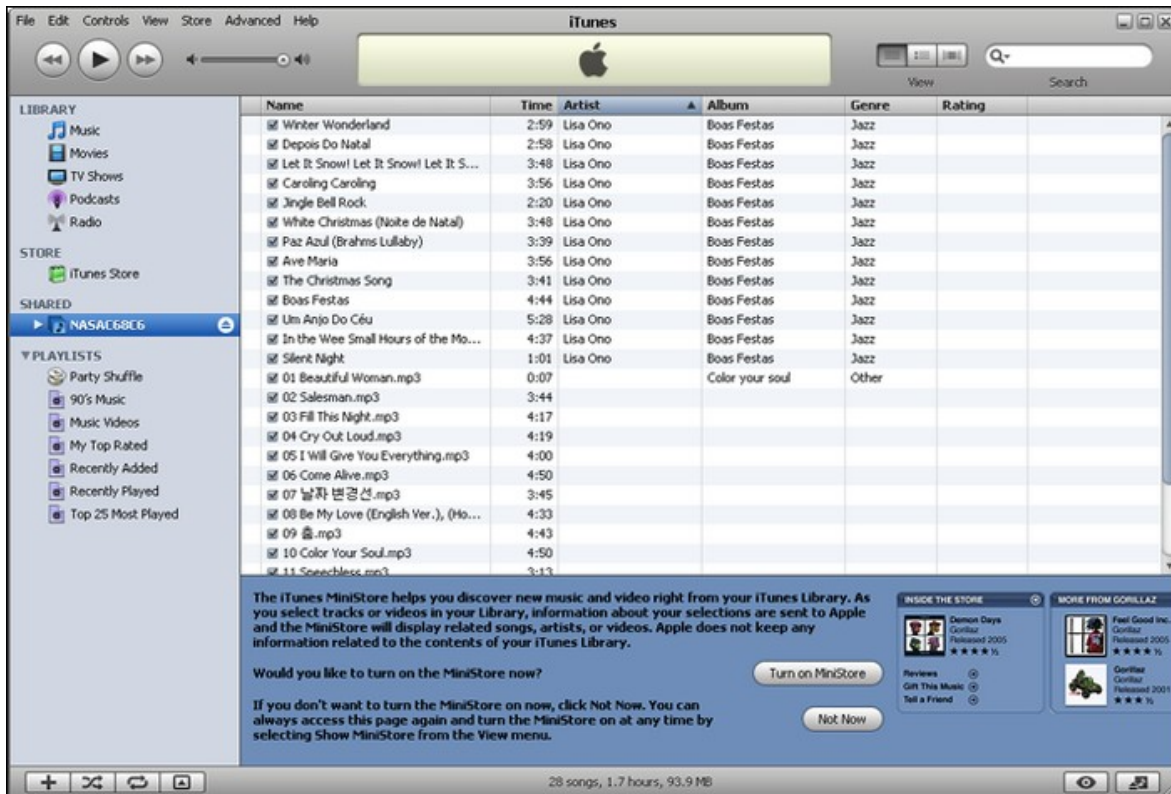 File Edit Controls View Store Advanced Help
iTunes
View
Search
LIBRARY
Music
Movies
TV Shows
Podcasts
Radio
STORE
iTunes Store
SHARED
NASAC68C6
PLAYLISTS
Party Shuffle
90's Music
Music Videos
My Top Rated
Recently Added
Recently Played
Top 25 Most Played
Name Time Artist Album Genre Rating
Winter Wonderland 2:59 Lisa Ono Boas Festas Jazz
Depois Do Natal 2:58 Lisa Ono Boas Festas Jazz
Let It Snow! Let It Snow! Let It S... 3:48 Lisa Ono Boas Festas Jazz
Caroling Caroling 3:56 Lisa Ono Boas Festas Jazz
Jingle Bell Rock 2:20 Lisa Ono Boas Festas Jazz
White Christmas (Noite de Natal) 3:48 Lisa Ono Boas Festas Jazz
Paz Azul (Brahms Lullaby) 3:39 Lisa Ono Boas Festas Jazz
Ave Maria 3:56 Lisa Ono Boas Festas Jazz
The Christmas Song 3:41 Lisa Ono Boas Festas Jazz
Boas Festas 4:44 Lisa Ono Boas Festas Jazz
Um Anjo Do Céu 5:28 Lisa Ono Boas Festas Jazz
In the Wee Small Hours of the Mo... 4:37 Lisa Ono Boas Festas Jazz
Silent Night 1:01 Lisa Ono Boas Festas Jazz
01 Beautiful Woman.mp3 0:07 Color your soul Other
02 Salesman.mp3 3:44
03 Fill This Night.mp3 4:17
04 Cry Out Loud.mp3 4:19
05 I Will Give You Everything.mp3 4:00
06 Come Alive.mp3 4:50
07 날짜 변경선.mp3 3:45
08 Be My Love (English Ver.), (Ho... 4:33
09 춤.mp3 4:43
10 Color Your Soul.mp3 4:50
11 Speechless.mp3 3:13
The iTunes MiniStore helps you discover new music and video right from your iTunes Library. As
you select tracks or videos in your Library, information about your selections are sent to Apple
and the MiniStore will display related songs, artists, or videos. Apple does not keep any
information related to the contents of your iTunes Library.
Would you like to turn on the MiniStore now?
Turn on MiniStore
If you don't want to turn the MiniStore on now, click Not Now. You can
always access this page again and turn the MiniStore on at any time by
selecting Show MiniStore from the View menu.
Not Now
INSIDE THE STORE
Demon Days
Gorillaz
Released 2005
Reviews
Gift This Music
Tell a Friend
MORE FROM GORILLAZ
Feel Good Inc.
Gorillaz
Released 2005
Gorillaz
Gorillaz
Released 2001
28 songs, 1.7 hours, 93.9 MB